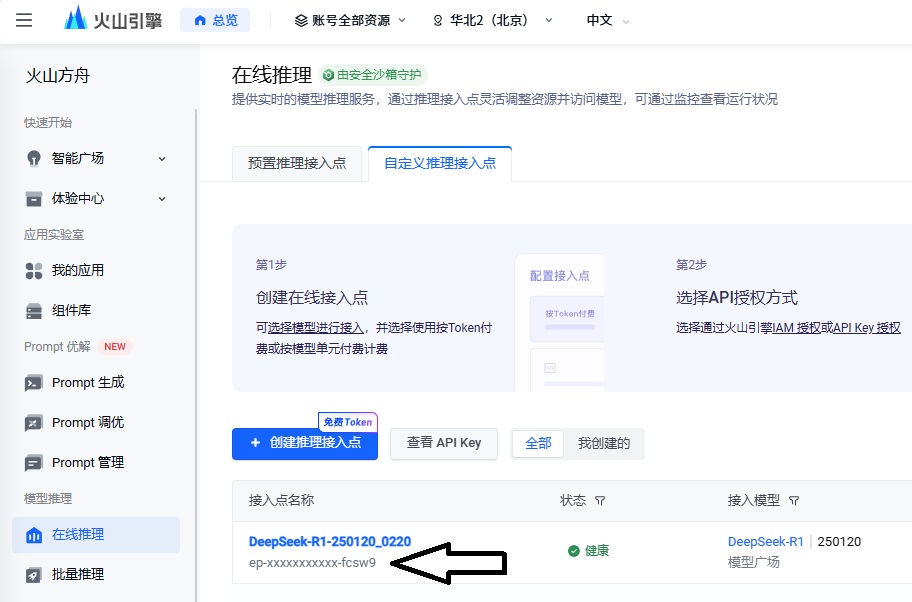 火山引擎
总览
账号全部资源
华北2（北京）
中文
火山方舟
快速开始
智能广场
体验中心
应用实验室
我的应用
组件库
Prompt 优解 NEW
Prompt 生成
Prompt 调优
Prompt 管理
模型推理
在线推理
批量推理
在线推理
由安全沙箱守护
提供实时的模型推理服务，通过推理接入点灵活调整资源并访问模型，可通过监控查看运行状况
预置推理接入点
自定义推理接入点
第1步
创建在线接入点
可选择模型进行接入，并选择使用按Token付
费或按模型单元付费计费
配置接入点
按Token付费
第2步
选择API授权方式
选择通过火山引擎IAM 授权或API Key 授权
免费Token
+ 创建推理接入点
查看 API Key
全部
我创建的
接入点名称
状态
接入模型
DeepSeek-R1-250120_0220
ep-xxxxxxxxxxx-fcsw9
健康
DeepSeek-R1 | 250120
模型广场